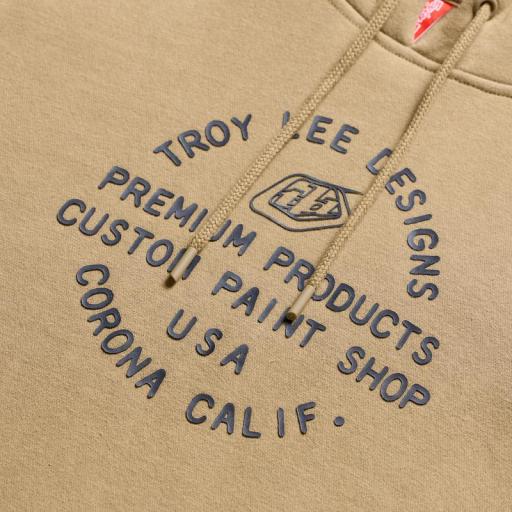 TROY LEE DESIGNS
PREMIUM PRODUCTS
CUSTOM PAINT SHOP
USA
CORONA CALIF.